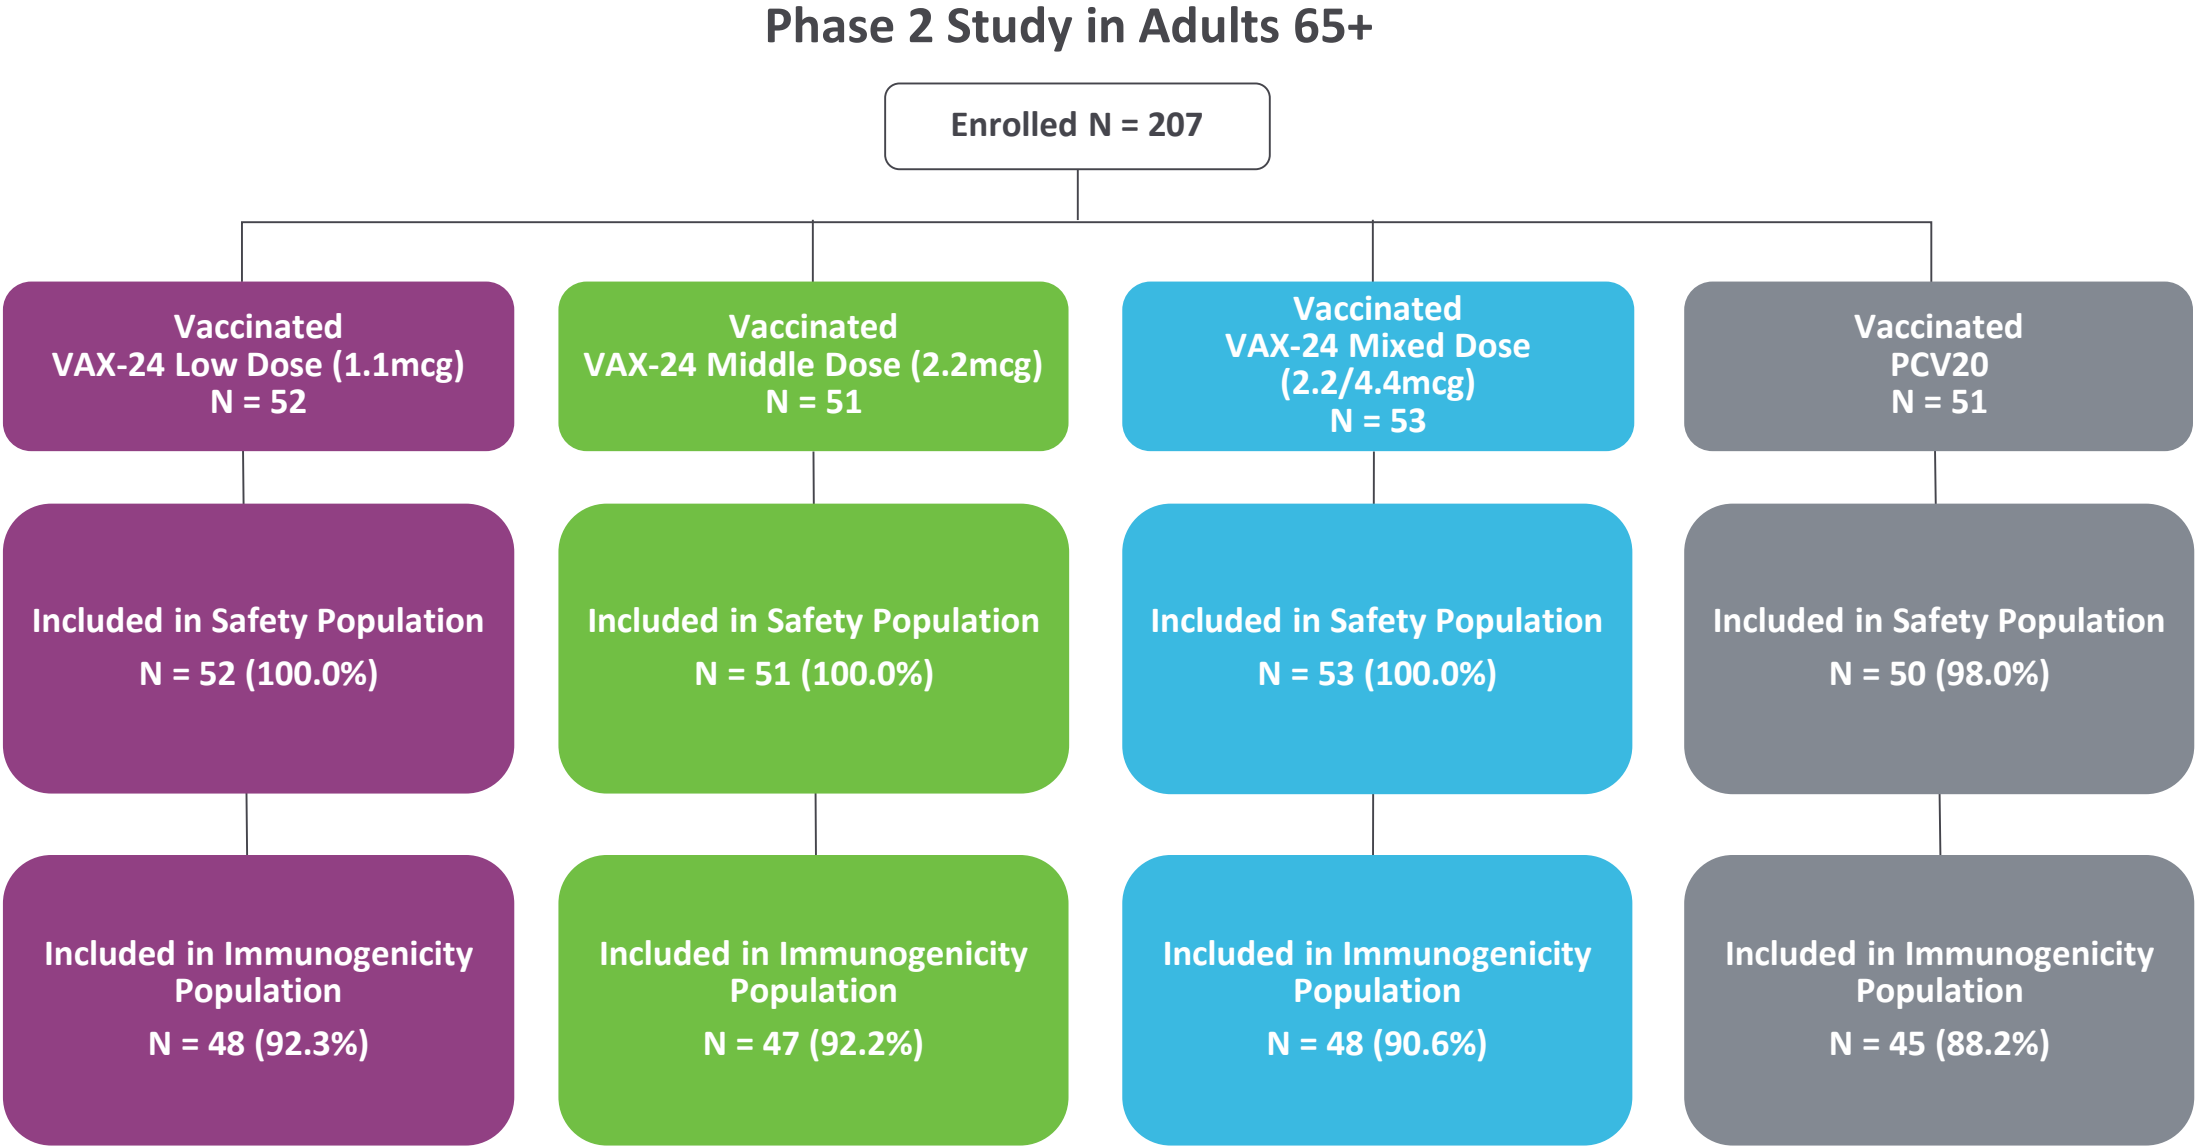 Phase 2 Study in Adults 65+
Enrolled N = 207
Vaccinated
VAX-24 Low Dose (1.1mcg)
N = 52
Vaccinated
VAX-24 Middle Dose (2.2mcg)
N = 51
Vaccinated
VAX-24 Mixed Dose
(2.2/4.4mcg)
N = 53
Vaccinated
PCV20
N = 51
Included in Safety Population
N = 52 (100.0%)
Included in Safety Population
N = 51 (100.0%)
Included in Safety Population
N = 53 (100.0%)
Included in Safety Population
N = 50 (98.0%)
Included in Immunogenicity
Population
N = 48 (92.3%)
Included in Immunogenicity
Population
N = 47 (92.2%)
Included in Immunogenicity
Population
N = 48 (90.6%)
Included in Immunogenicity
Population
N = 45 (88.2%)